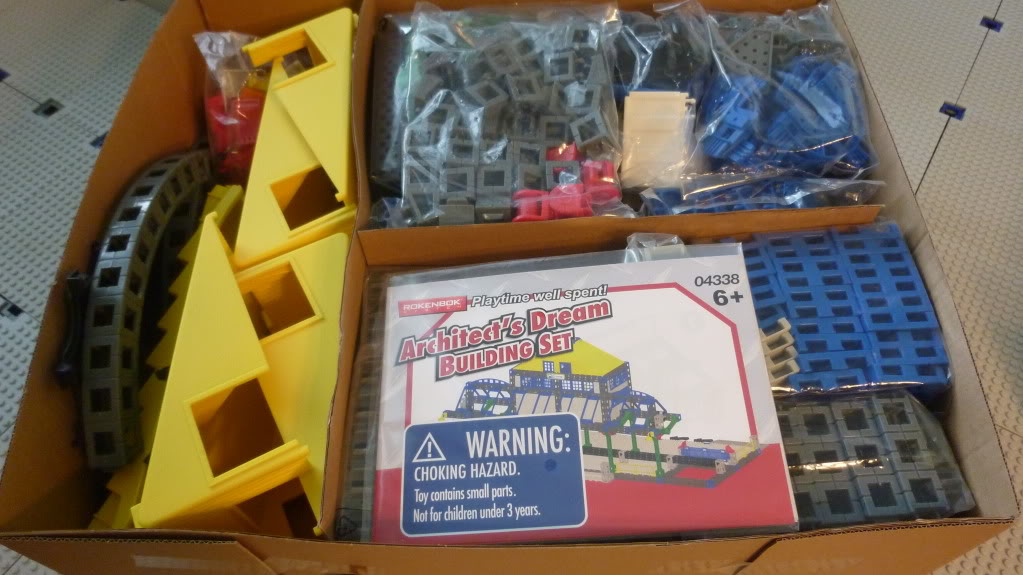 ROKENBOK Playtime well spent!
04338
6+
Architect's Dream
BUILDING SET
WARNING:
CHOKING HAZARD.
Toy contains small parts.
Not for children under 3 years.